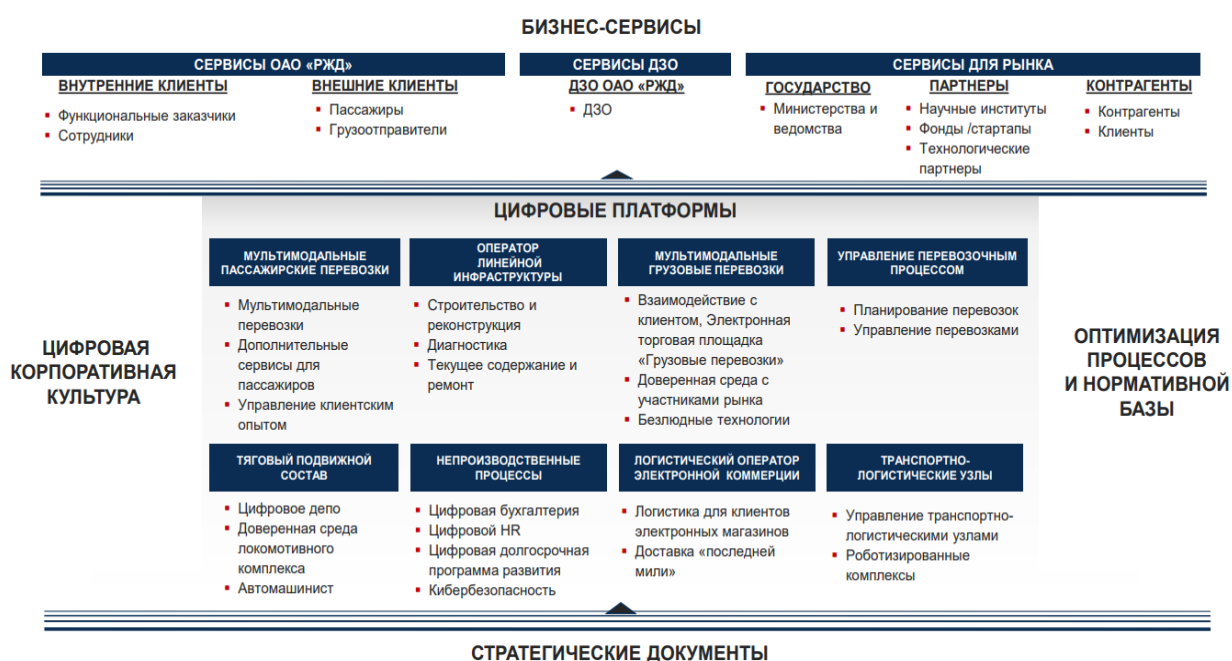 БИЗНЕС-СЕРВИСЫ
СЕРВИСЫ ОАО «РЖД»
ВНУТРЕННИЕ КЛИЕНТЫ
Функциональные заказчики
Сотрудники
ВНЕШНИЕ КЛИЕНТЫ
Пассажиры
Грузоотправители
СЕРВИСЫ ДЗО
ДЗО ОАО «РЖД»
ДЗО
СЕРВИСЫ ДЛЯ РЫНКА
ГОСУДАРСТВО
Министерства и
ведомства
ПАРТНЕРЫ
Научные институты
Фонды /стартапы
Технологические
партнеры
КОНТРАГЕНТЫ
Контрагенты
Клиенты
ЦИФРОВАЯ
КОРПОРАТИВНАЯ
КУЛЬТУРА
ЦИФРОВЫЕ ПЛАТФОРМЫ
МУЛЬТИМОДАЛЬНЫЕ
ПАССАЖИРСКИЕ ПЕРЕВОЗКИ
Мультимодальные
перевозки
Дополнительные
сервисы для
пассажиров
Управление клиентским
опытом
ОПЕРАТОР
ЛИНЕЙНОЙ
ИНФРАСТРУКТУРЫ
Строительство и
реконструкция
Диагностика
Текущее содержание и
ремонт
МУЛЬТИМОДАЛЬНЫЕ
ГРУЗОВЫЕ ПЕРЕВОЗКИ
Взаимодействие с
клиентом, Электронная
торговая площадка
«Грузовые перевозки»
Доверенная среда с
участниками рынка
Безлюдные технологии
УПРАВЛЕНИЕ ПЕРЕВОЗОЧНЫМ
ПРОЦЕССОМ
Планирование перевозок
Управление перевозками
ТЯГОВЫЙ ПОДВИЖНОЙ
СОСТАВ
Цифровое депо
Доверенная среда
локомотивного
комплекса
Автомашинист
НЕПРОИЗВОДСТВЕННЫЕ
ПРОЦЕССЫ
Цифровая бухгалтерия
Цифровой HR
Цифровая долгосрочная
программа развития
Кибербезопасность
ЛОГИСТИЧЕСКИЙ ОПЕРАТОР
ЭЛЕКТРОННОЙ КОММЕРЦИИ
Логистика для клиентов
электронных магазинов
Доставка «последней
мили»
ТРАНСПОРТНО-
ЛОГИСТИЧЕСКИЕ УЗЛЫ
Управление транспортно-
логистическими узлами
Роботизированные
комплексы
ОПТИМИЗАЦИЯ
ПРОЦЕССОВ
И НОРМАТИВНОЙ
БАЗЫ
СТРАТЕГИЧЕСКИЕ ДОКУМЕНТЫ